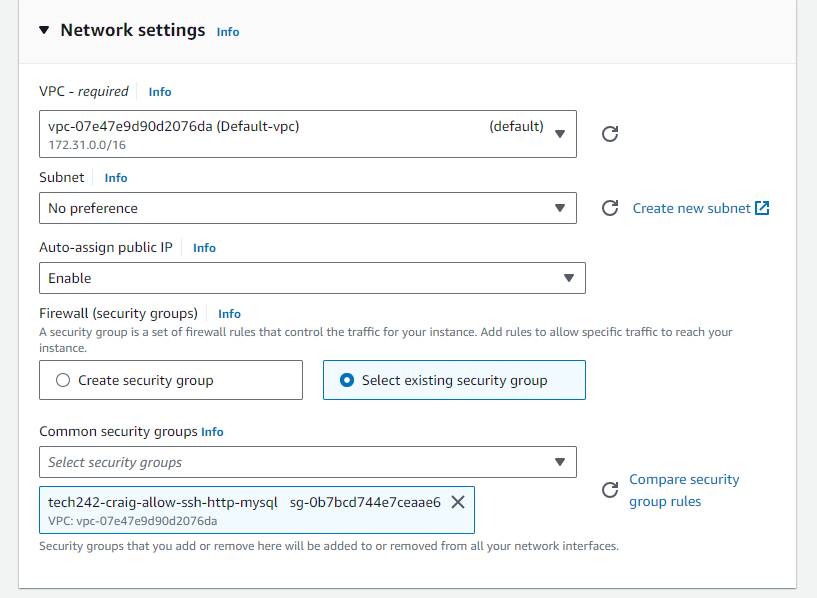 Network settings Info
VPC - required Info
vpc-07e47e9d90d2076da (Default-vpc) (default)
172.31.0.0/16
Subnet Info
No preference
Create new subnet
Auto-assign public IP Info
Enable
Firewall (security groups) Info
A security group is a set of firewall rules that control the traffic for your instance. Add rules to allow specific traffic to reach your
instance.
Create security group
Select existing security group
Common security groups Info
Select security groups
Compare security
group rules
tech242-craig-allow-ssh-http-mysql sg-0b7bcd744e7ceaae6
VPC: vpc-07e47e9d90d2076da
Security groups that you add or remove here will be added to or removed from all your network interfaces.